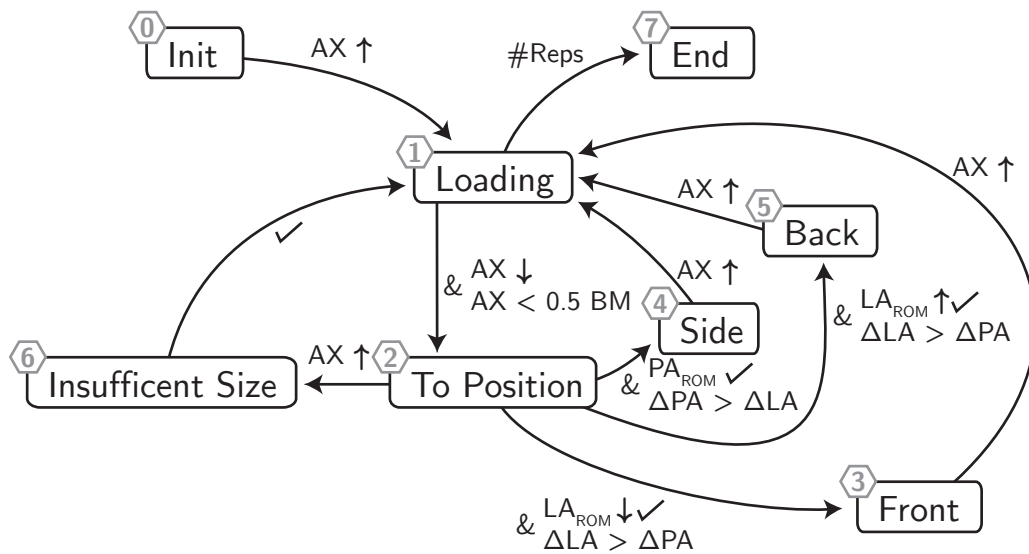 0
Init
AX ↑
#Reps
7
End
1
Loading
AX ↑
AX ↑
5
Back
✓
& AX ↓
AX < 0.5 BM
AX ↑
4
Side
& LA_ROM ↑ ✓
ΔLA > ΔPA
6
Insufficent Size
AX ↑
2
To Position
& PA_ROM ✓
ΔPA > ΔLA
3
Front
& LA_ROM ↓ ✓
ΔLA > ΔPA